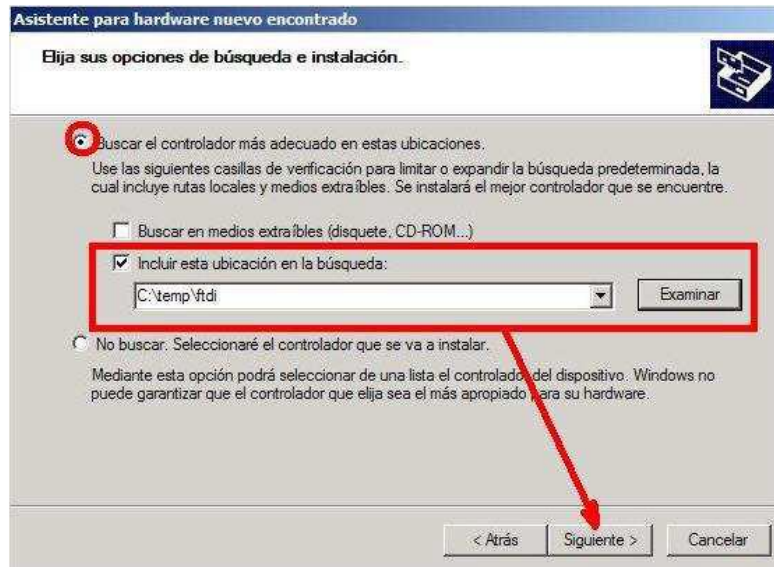 Asistente para hardware nuevo encontrado
Elija sus opciones de búsqueda e instalación.
Buscar el controlador más adecuado en estas ubicaciones.
Use las siguientes casillas de verificación para limitar o expandir la búsqueda predeterminada, la
cual incluye rutas locales y medios extraíbles. Se instalará el mejor controlador que se encuentre.
Buscar en medios extraíbles (disquete, CD-ROM...)
Incluir esta ubicación en la búsqueda:
C:\temp\ftdi
Examinar
No buscar. Seleccionaré el controlador que se va a instalar.
Mediante esta opción podrá seleccionar de una lista el controlador del dispositivo. Windows no
puede garantizar que el controlador que elija sea el más apropiado para su hardware.
< Atrás Siguiente > Cancelar